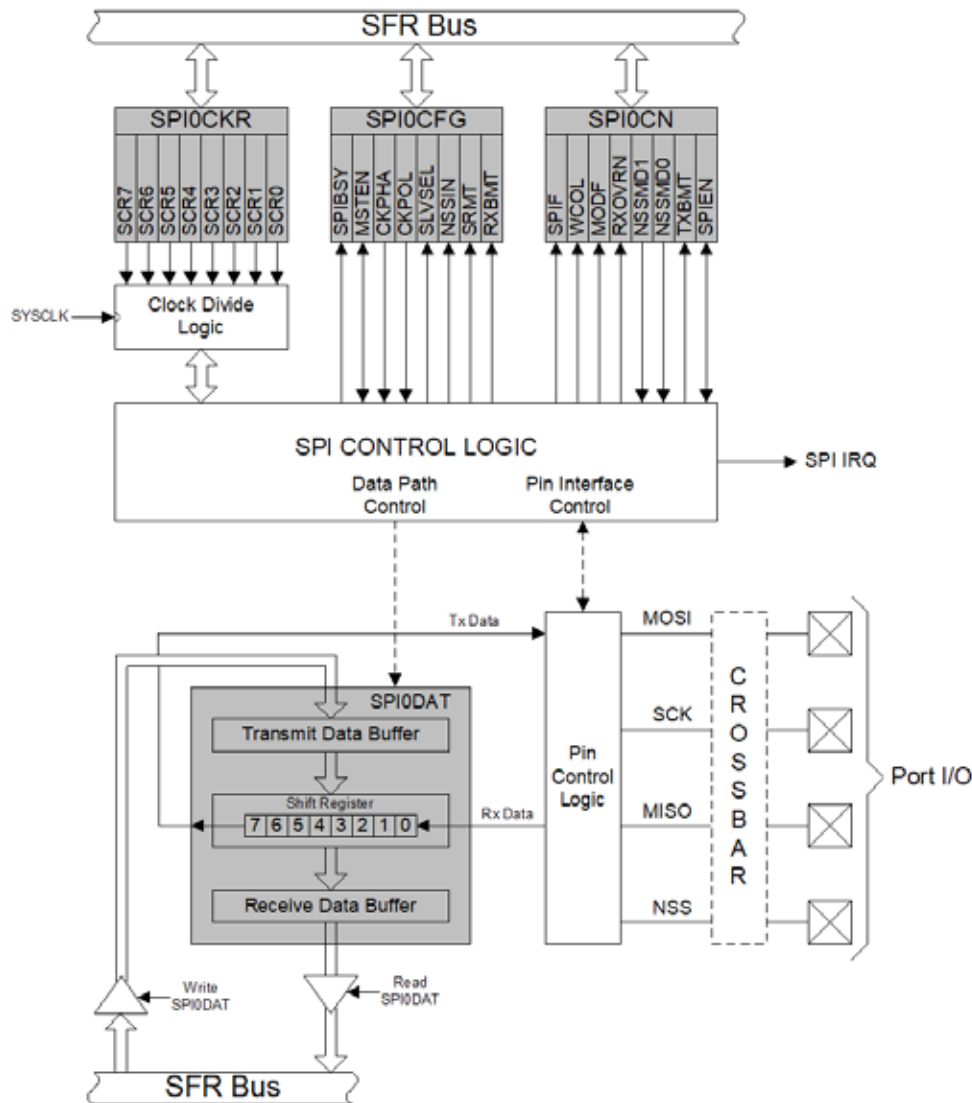 SFR Bus
SPI0CKR
SPI0CFG
SPI0CN
SCR7
SCR6
SCR5
SCR4
SCR3
SCR2
SCR1
SCR0
SPIBSY
MSTEN
CKPHA
CKPOL
SLVSEL
NSSIN
SRMT
RXBMT
SPIF
WCOL
MODF
RXOVRN
NSSMD1
NSSMD0
TXBMT
SPIEN
SYSCLK
Clock Divide
Logic
SPI CONTROL LOGIC
SPI IRQ
Data Path
Control
Pin Interface
Control
Tx Data
MOSI
SPI0DAT
Transmit Data Buffer
SCK
Shift Register
7 6 5 4 3 2 1 0
Rx Data
Pin
Control
Logic
MISO
Receive Data Buffer
NSS
CROSSBAR
Port I/O
Write
SPI0DAT
Read
SPI0DAT
SFR Bus